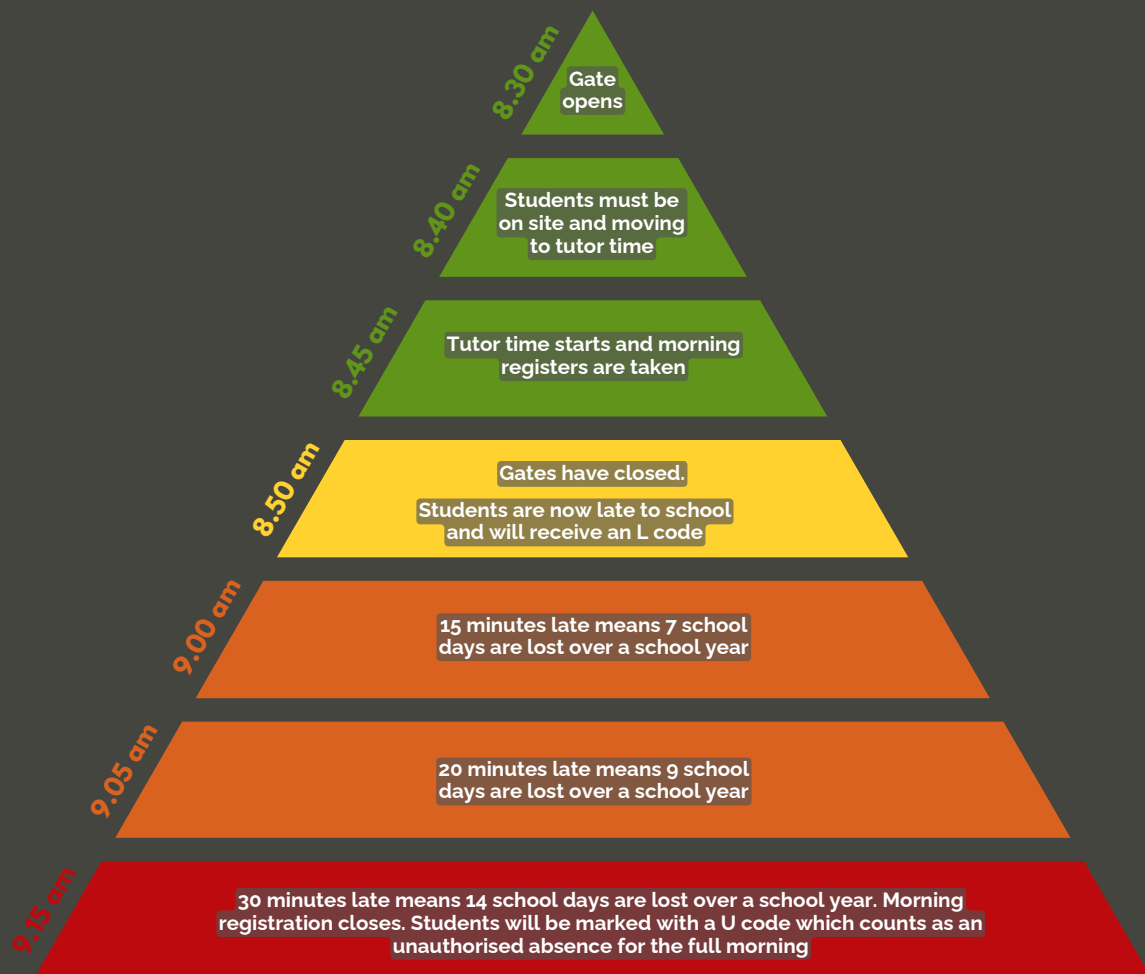 8.30 am
Gate
opens
8.40 am
Students must be
on site and moving
to tutor time
8.45 am
Tutor time starts and morning
registers are taken
8.50 am
Gates have closed.
Students are now late to school
and will receive an L code
9.00 am
15 minutes late means 7 school
days are lost over a school year
9.05 am
20 minutes late means 9 school
days are lost over a school year
9.15 am
30 minutes late means 14 school days are lost over a school year. Morning
registration closes. Students will be marked with a U code which counts as an
unauthorised absence for the full morning